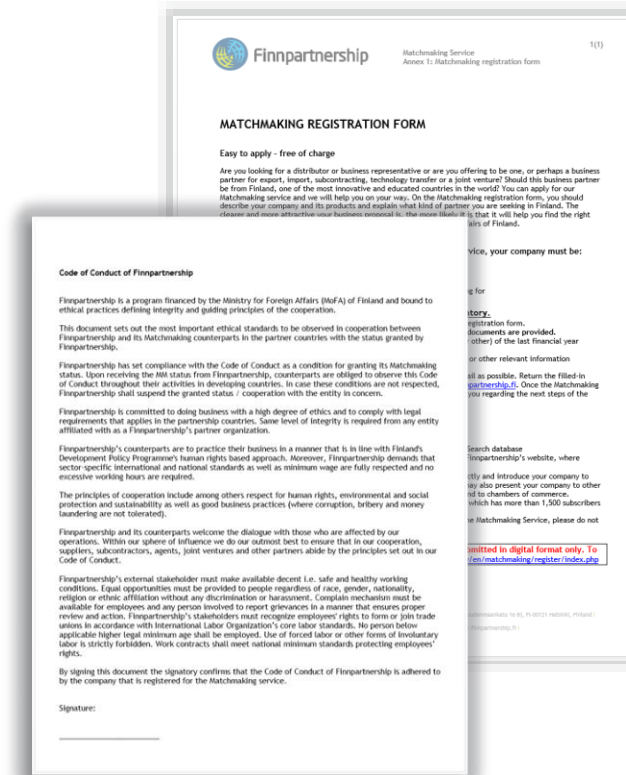 Finnpartnership
Matchmaking Service
Annex 1: Matchmaking registration form
1(1)
MATCHMAKING REGISTRATION FORM
Easy to apply - free of charge
Are you looking for a distributor or business representative or are you offering to be one, or perhaps a business
partner for export, import, subcontracting, technology transfer or a joint venture? Should this business partner
be from Finland, one of the most innovative and educated countries in the world? You can apply for our
Matchmaking service and we will help you on your way. On the Matchmaking registration form, you should
describe your company and its products and explain what kind of partner you are seeking in Finland. The
clearer and more attractive your business proposal is, the more likely it is that it will help you find the right
fairs of Finland.
vice, your company must be:
g for
tory.
egistration form.
documents are provided.
other) of the last financial year
or other relevant information
ail as possible. Return the filled-in
partnership.fi. Once the Matchmaking
you regarding the next steps of the
Search database
Finnpartnership's website, where
ctly and introduce your company to
may also present your company to other
nd to chambers of commerce.
which has more than 1,500 subscribers
he Matchmaking Service, please do not
bmitted in digital format only. To
/en/matchmaking/register/index.php
Code of Conduct of Finnpartnership
Finnpartnership is a program financed by the Ministry for Foreign Affairs (MoFA) of Finland and bound to
ethical practices defining integrity and guiding principles of the cooperation.
This document sets out the most important ethical standards to be observed in cooperation between
Finnpartnership and its Matchmaking counterparts in the partner countries with the status granted by
Finnpartnership.
Finnpartnership has set compliance with the Code of Conduct as a condition for granting its Matchmaking
status. Upon receiving the MM status from Finnpartnership, counterparts are obliged to observe this Code
of Conduct throughout their activities in developing countries. In case these conditions are not respected,
Finnpartnership shall suspend the granted status / cooperation with the entity in concern.
Finnpartnership is committed to doing business with a high degree of ethics and to comply with legal
requirements that applies in the partnership countries. Same level of integrity is required from any entity
affiliated with as a Finnpartnership's partner organization.
Finnpartnership's counterparts are to practice their business in a manner that is in line with Finland's
Development Policy Programme's human rights based approach. Moreover, Finnpartnership demands that
sector-specific international and national standards as well as minimum wage are fully respected and no
excessive working hours are required.
The principles of cooperation include among others respect for human rights, environmental and social
protection and sustainability as well as good business practices (where corruption, bribery and money
laundering are not tolerated).
Finnpartnership and its counterparts welcome the dialogue with those who are affected by our
operations. Within our sphere of influence we do our outmost best to ensure that in our cooperation,
suppliers, subcontractors, agents, joint ventures and other partners abide by the principles set out in our
Code of Conduct.
Finnpartnership's external stakeholder must make available decent i.e. safe and healthy working
conditions. Equal opportunities must be provided to people regardless of race, gender, nationality,
religion or ethnic affiliation without any discrimination or harassment. Complain mechanism must be
available for employees and any person involved to report grievances in a manner that ensures proper
review and action. Finnpartnership's stakeholders must recognize employees' rights to form or join trade
unions in accordance with International Labor Organization's core labor standards. No person below
applicable higher legal minimum age shall be employed. Use of forced labor or other forms of involuntary
labor is strictly forbidden. Work contracts shall meet national minimum standards protecting employees'
rights.
By signing this document the signatory confirms that the Code of Conduct of Finnpartnership is adhered to
by the company that is registered for the Matchmaking service.
Signature: